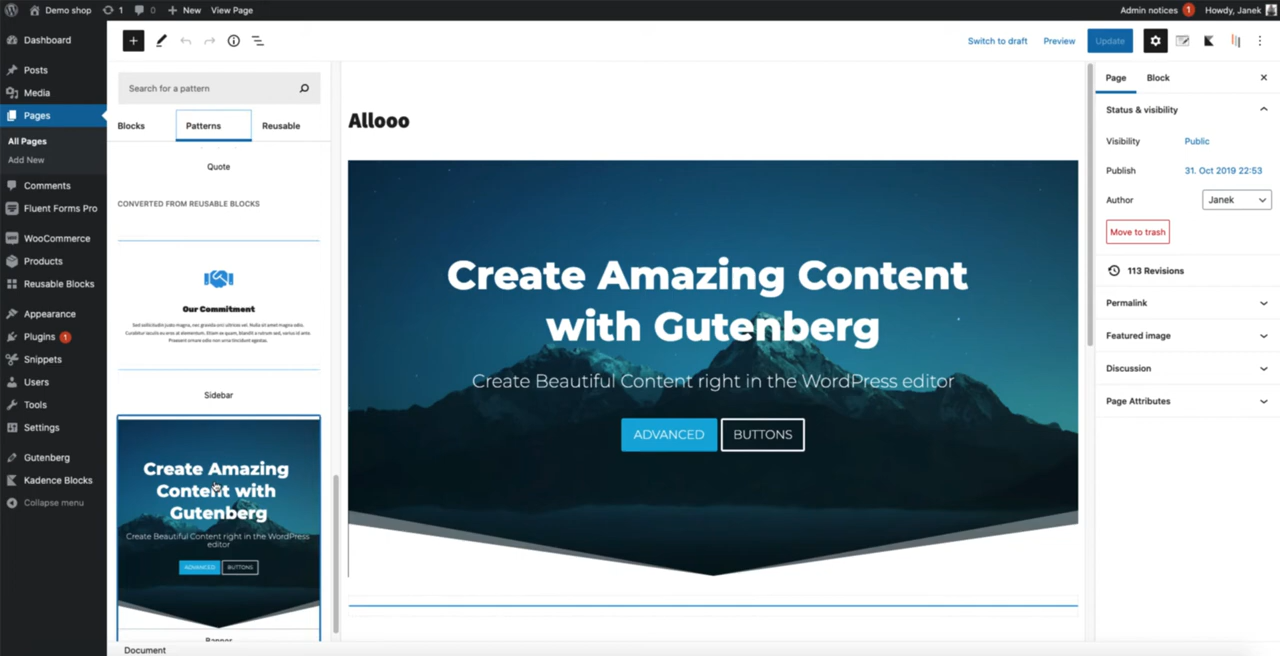 Demo shop 1 0 New View Page
Admin notices 1 Howdy, Janek
Dashboard
Posts
Media
Pages
All Pages
Add New
Comments
Fluent Forms Pro
WooCommerce
Products
Reusable Blocks
Appearance
Plugins 1
Snippets
Users
Tools
Settings
Gutenberg
Kadence Blocks
Collapse menu
Switch to draft Preview Update
Search for a pattern
Blocks Patterns Reusable
Quote
CONVERTED FROM REUSABLE BLOCKS
Our Commitment
Sidebar
Create Amazing
Content with
Gutenberg
Create Beautiful Content right in the WordPress
editor
ADVANCED BUTTONS
Banner
Document
Allooo
Create Amazing Content
with Gutenberg
Create Beautiful Content right in the WordPress editor
ADVANCED BUTTONS
Page Block
Status & visibility
Visibility Public
Publish 31. Oct 2019 22:53
Author Janek
Move to trash
113 Revisions
Permalink
Featured image
Discussion
Page Attributes